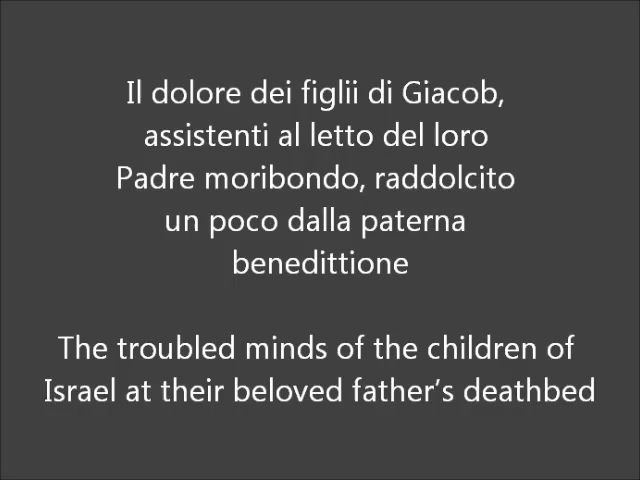 Il dolore dei figlii di Giacob,
assistenti al letto del loro
Padre moribondo, raddolcito
un poco dalla paterna
benedittione
The troubled minds of the children of
Israel at their beloved father’s deathbed